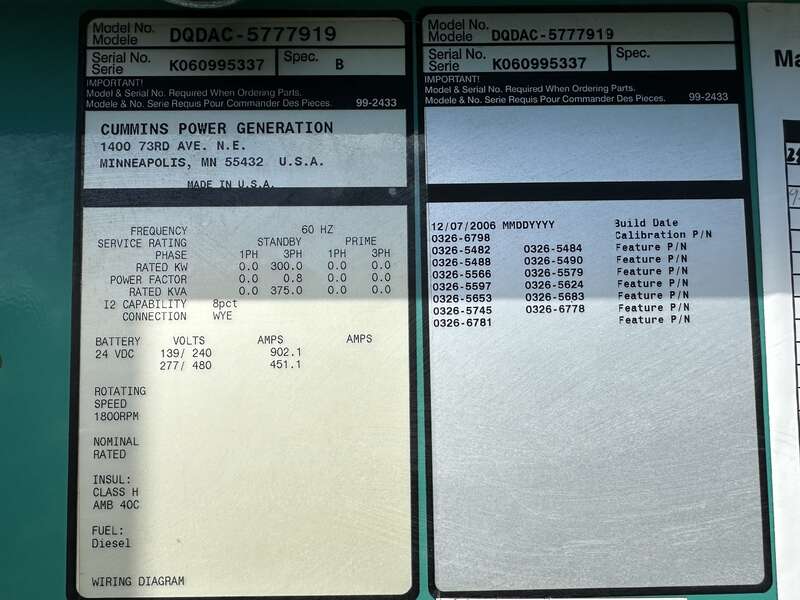 Model No.
Modele
DQDAC-5777919
Serial No.
Serie
K060995337
Spec.
B
IMPORTANT!
Model & Serial No. Required When Ordering Parts.
Modele & No. Serie Requis Pour Commander Des Pieces.
99-2433
CUMMINS POWER GENERATION
1400 73RD AVE. N.E.
MINNEAPOLIS, MN 55432 U.S.A.
MADE IN U.S.A.
FREQUENCY 60 HZ
SERVICE RATING STANDBY PRIME
PHASE 1PH 3PH 1PH 3PH
RATED KW 0.0 300.0 0.0 0.0
POWER FACTOR 0.0 0.8 0.0 0.0
RATED KVA 0.0 375.0 0.0 0.0
I2 CAPABILITY 8pct
CONNECTION WYE
BATTERY VOLTS AMPS AMPS
24 VDC 139/ 240 902.1
277/ 480 451.1
ROTATING
SPEED
1800RPM
NOMINAL
RATED
INSUL:
CLASS H
AMB 40C
FUEL:
Diesel
WIRING DIAGRAM
Model No.
Modele
DQDAC-5777919
Serial No.
Serie
K060995337
Spec.
IMPORTANT!
Model & Serial No. Required When Ordering Parts.
Modele & No. Serie Requis Pour Commander Des Pieces.
99-2433
12/07/2006 MMDDYYYY Build Date
0326-6798 Calibration P/N
0326-5482 0326-5484 Feature P/N
0326-5488 0326-5490 Feature P/N
0326-5566 0326-5579 Feature P/N
0326-5597 0326-5624 Feature P/N
0326-5653 0326-5683 Feature P/N
0326-5745 0326-6778 Feature P/N
0326-6781 Feature P/N